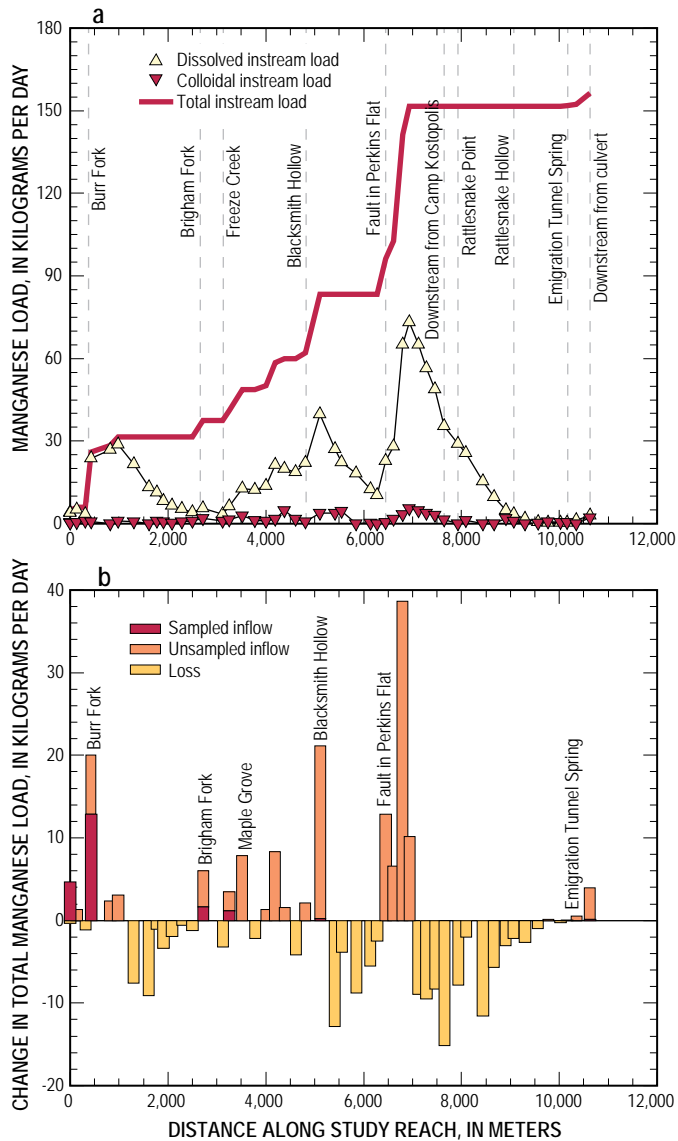 a
180
150
120
90
60
30
0
MANGANESE LOAD, IN KILOGRAMS PER DAY
Dissolved instream load
Colloidal instream load
Total instream load
Burr Fork
Brigham Fork
Freeze Creek
Blacksmith Hollow
Fault in Perkins Flat
Downstream from Camp Kostopolis
Rattlesnake Point
Rattlesnake Hollow
Emigration Tunnel Spring
Downstream from culvert
0 2,000 4,000 6,000 8,000 10,000 12,000
b
40
30
20
10
0
-10
-20
CHANGE IN TOTAL MANGANESE LOAD, IN KILOGRAMS PER DAY
Sampled inflow
Unsampled inflow
Loss
Burr Fork
Brigham Fork
Maple Grove
Blacksmith Hollow
Fault in Perkins Flat
Emigration Tunnel Spring
0 2,000 4,000 6,000 8,000 10,000 12,000
DISTANCE ALONG STUDY REACH, IN METERS